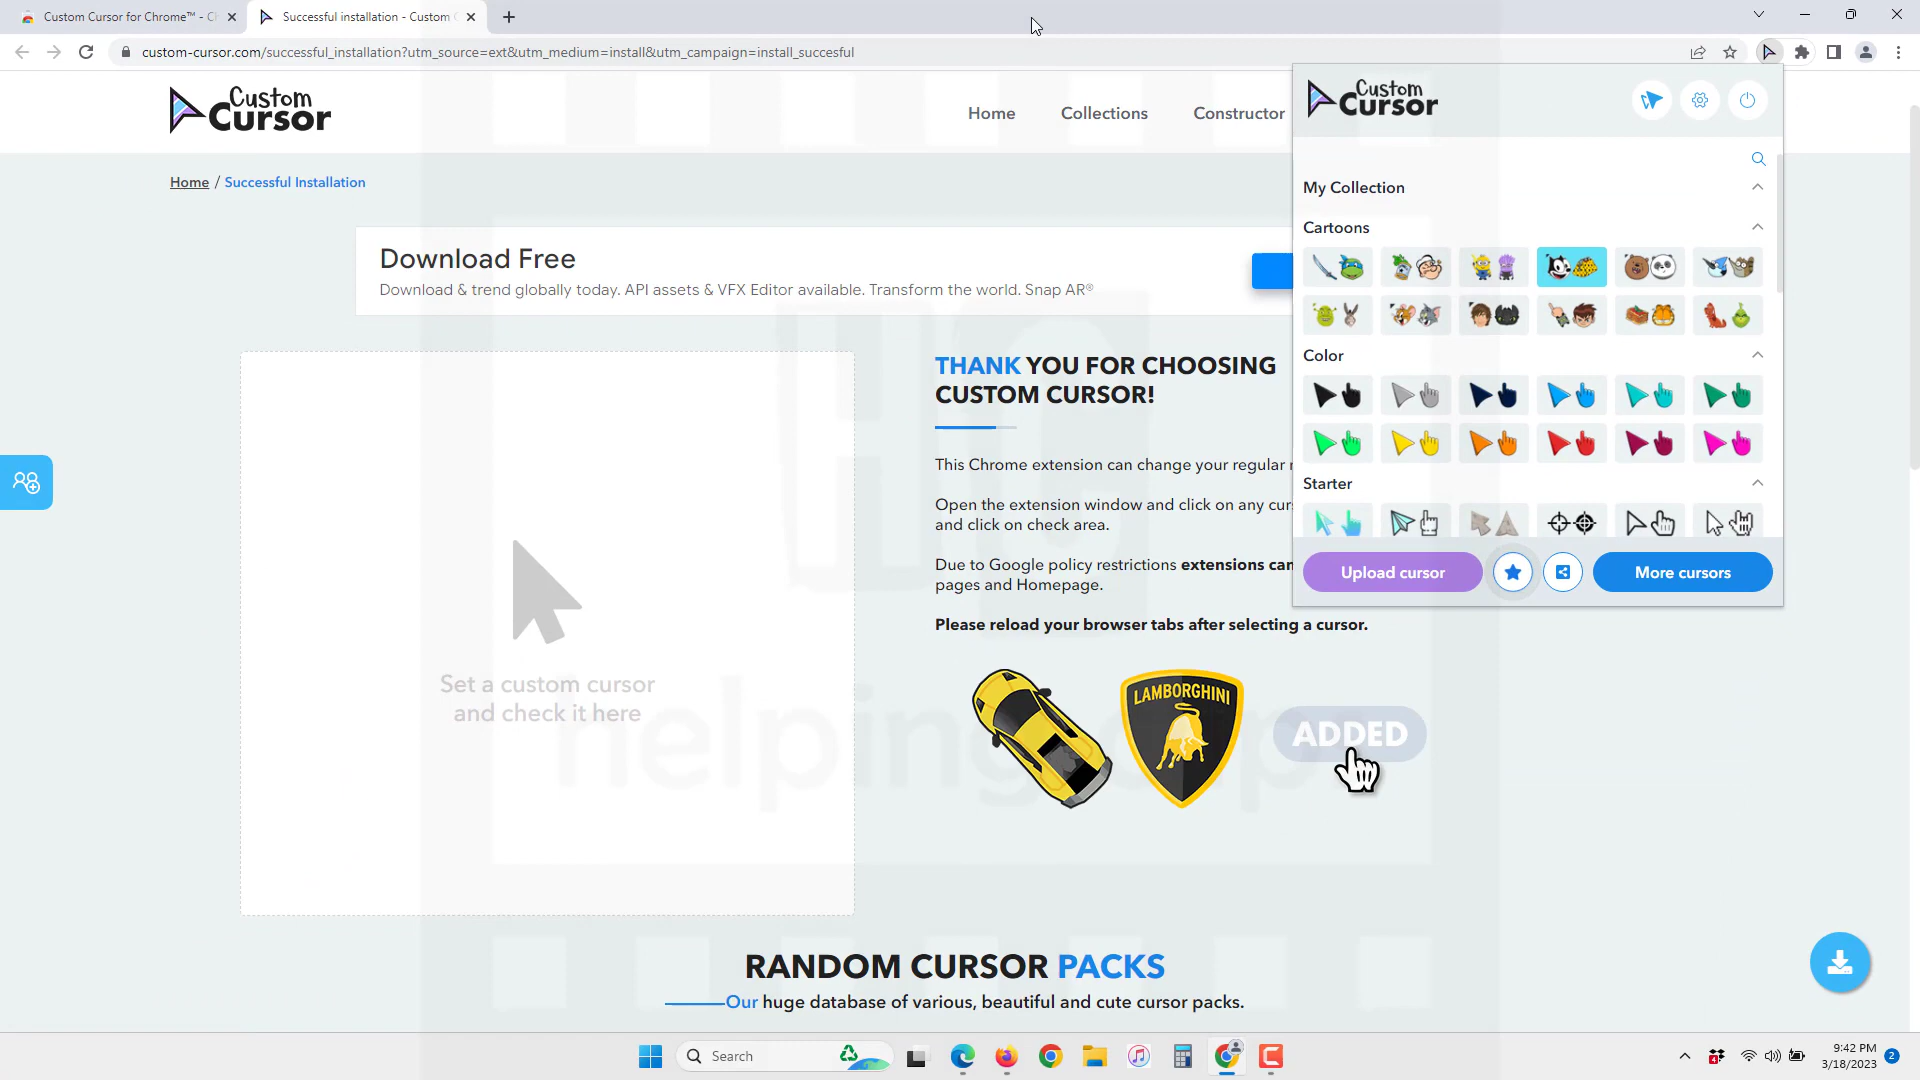 Custom Cursor for Chrome™ - C
Successful installation - Custom C
custom-cursor.com/successful_installation?utm_source=ext&utm_medium=install&utm_campaign=install_succesful
Custom
Cursor
Home
Collections
Constructor
Home / Successful Installation
Download Free
Download & trend globally today. API assets & VFX Editor available. Transform the world. Snap AR®
Set a custom cursor
and check it here
THANK YOU FOR CHOOSING
CUSTOM CURSOR!
This Chrome extension can change your regular
Open the extension window and click on any
and click on check area.
Due to Google policy restrictions extensions
pages and Homepage.
Please reload your browser tabs after selecting a cursor.
LAMBORGHINI
ADDED
Custom
Cursor
My Collection
Cartoons
Color
Starter
Upload cursor
More cursors
HC
helping
RANDOM CURSOR PACKS
Our huge database of various, beautiful and cute cursor packs.
Search
9:42 PM
3/18/2023
2